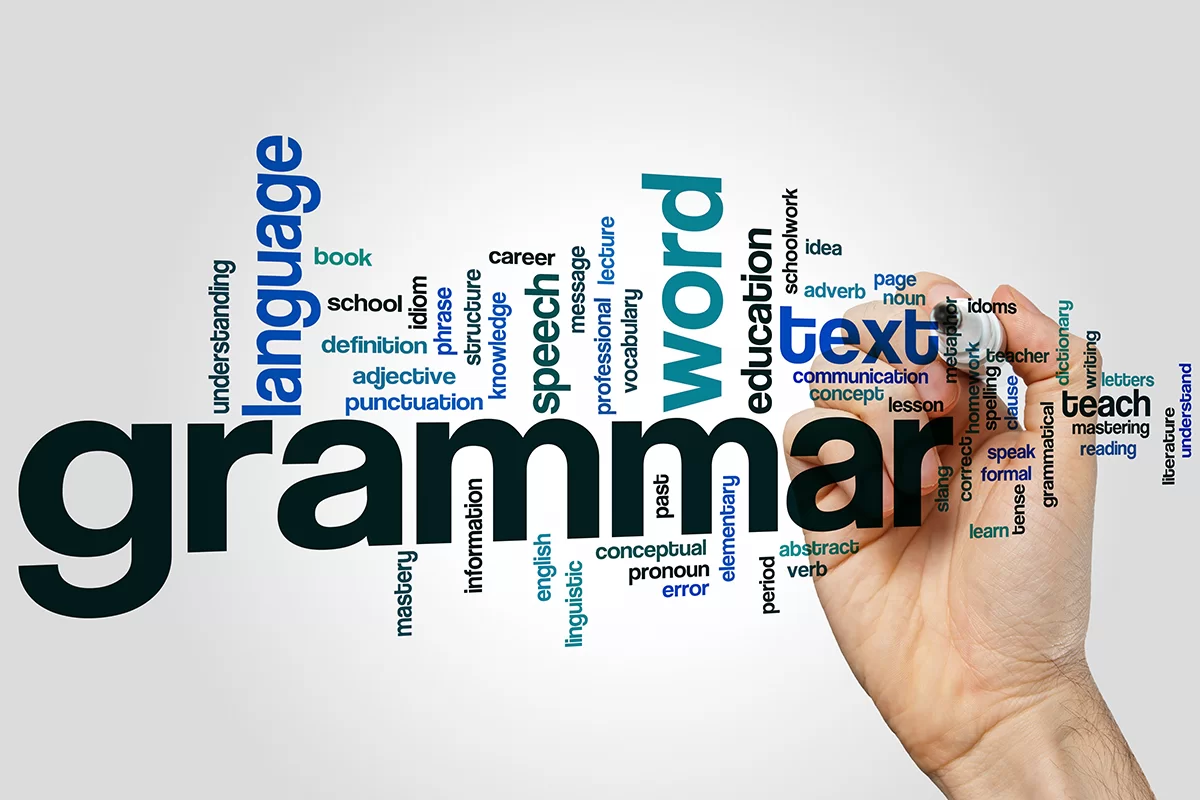 language
understanding
book
school
idiom
definition
phrase
structure
adjective
knowledge
punctuation
career
speech
message
professional
lecture
vocabulary
word
education
schoolwork
idea
adverb
page
noun
text
metaphor
idoms
communication
concept
lesson
homework
teacher
spelling
clause
dictionary
writing
letters
teach
mastering
reading
literature
understand
grammar
slang
correct
speak
formal
grammatical
tense
learn
mastery
information
english
linguistic
past
conceptual
pronoun
error
elementary
period
abstract
verb